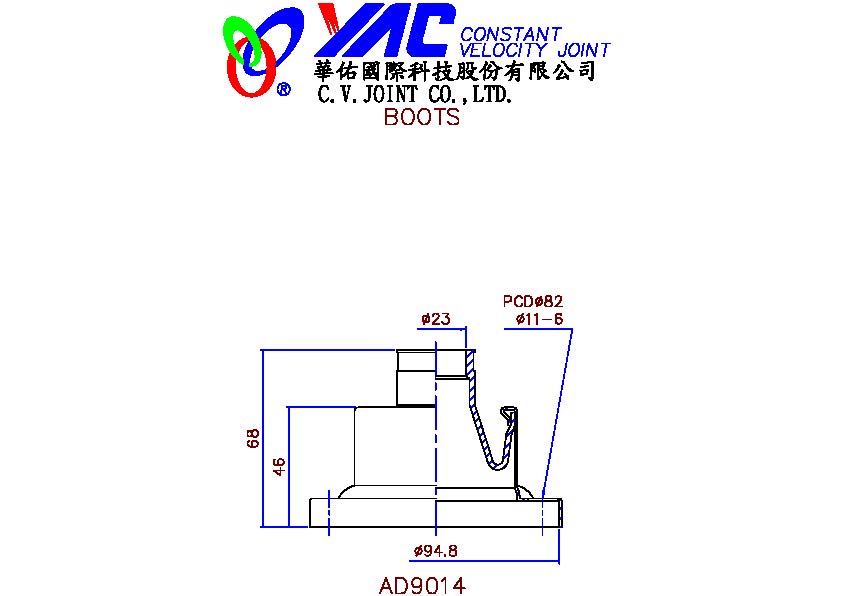 YAC CONSTANT
VELOCITY JOINT
華佑國際科技股份有限公司
C.V.JOINT CO.,LTD.
®
BOOTS
PCDø82
ø23
ø11-6
68
46
ø94.8
AD9014